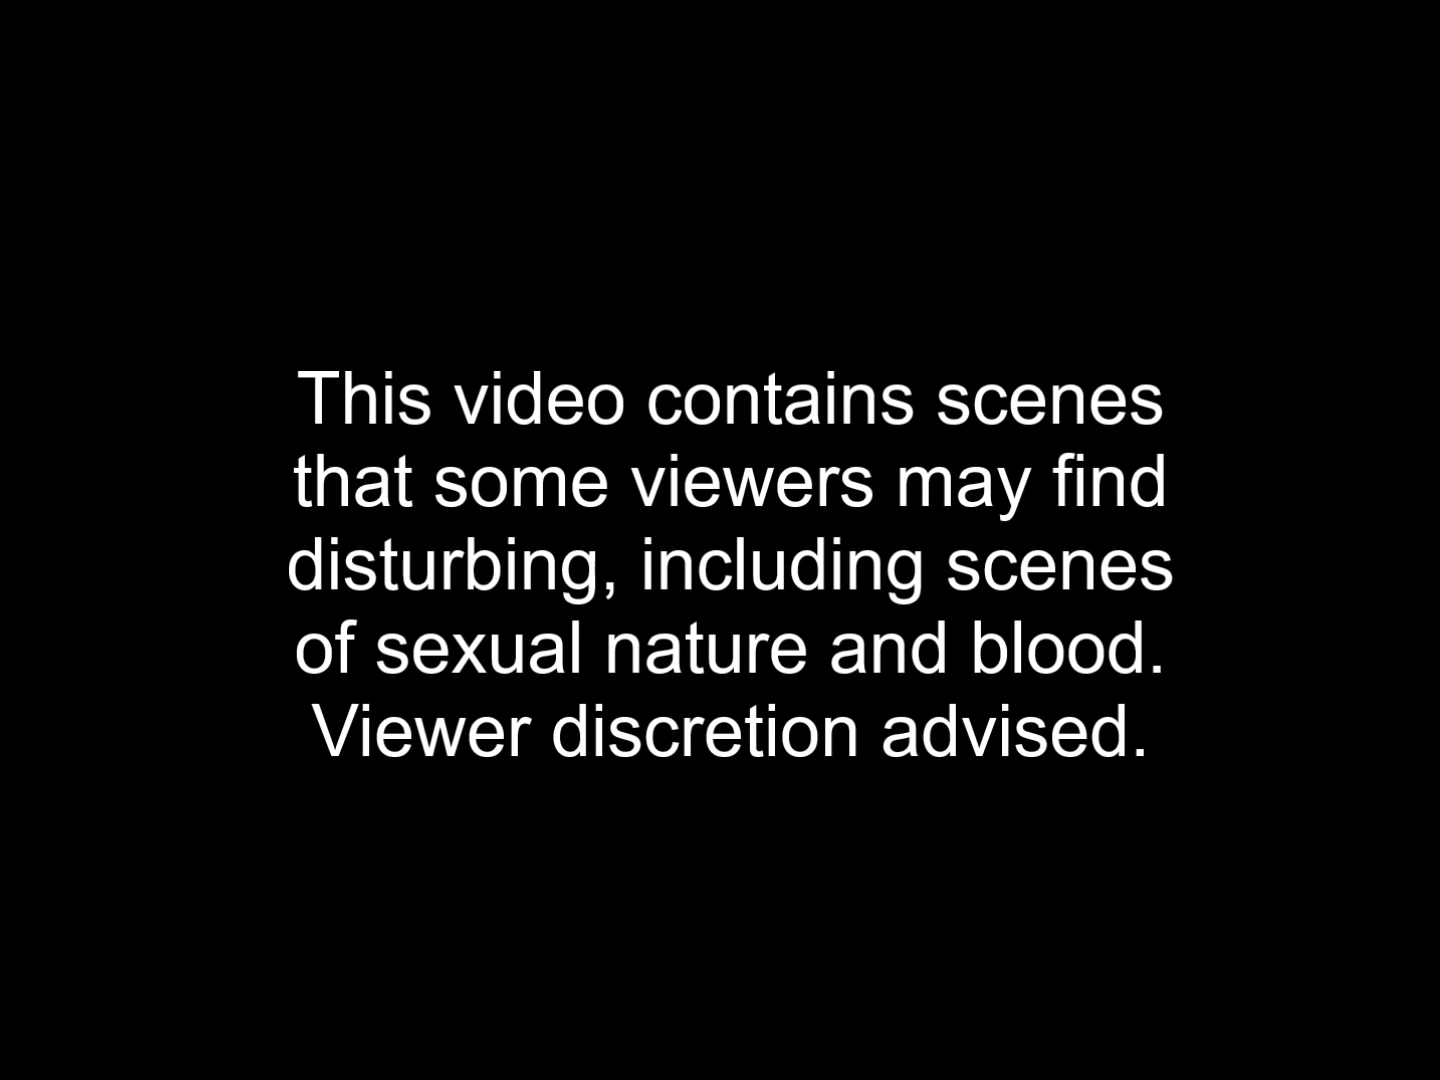 This video contains scenes
that some viewers may find
disturbing, including scenes
of sexual nature and blood.
Viewer discretion advised.